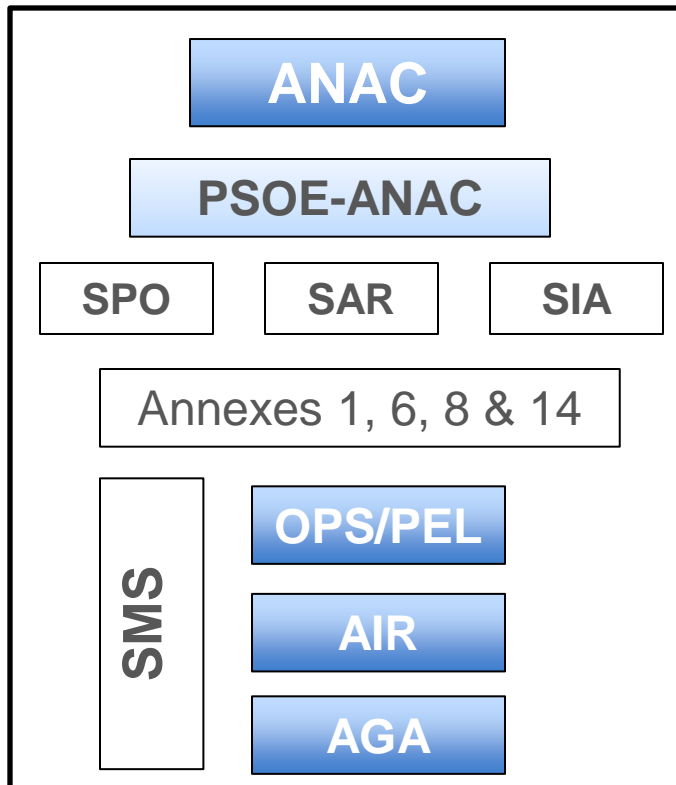 ANAC
PSOE-ANAC
SPO
SAR
SIA
Annexes 1, 6, 8 & 14
SMS
OPS/PEL
AIR
AGA